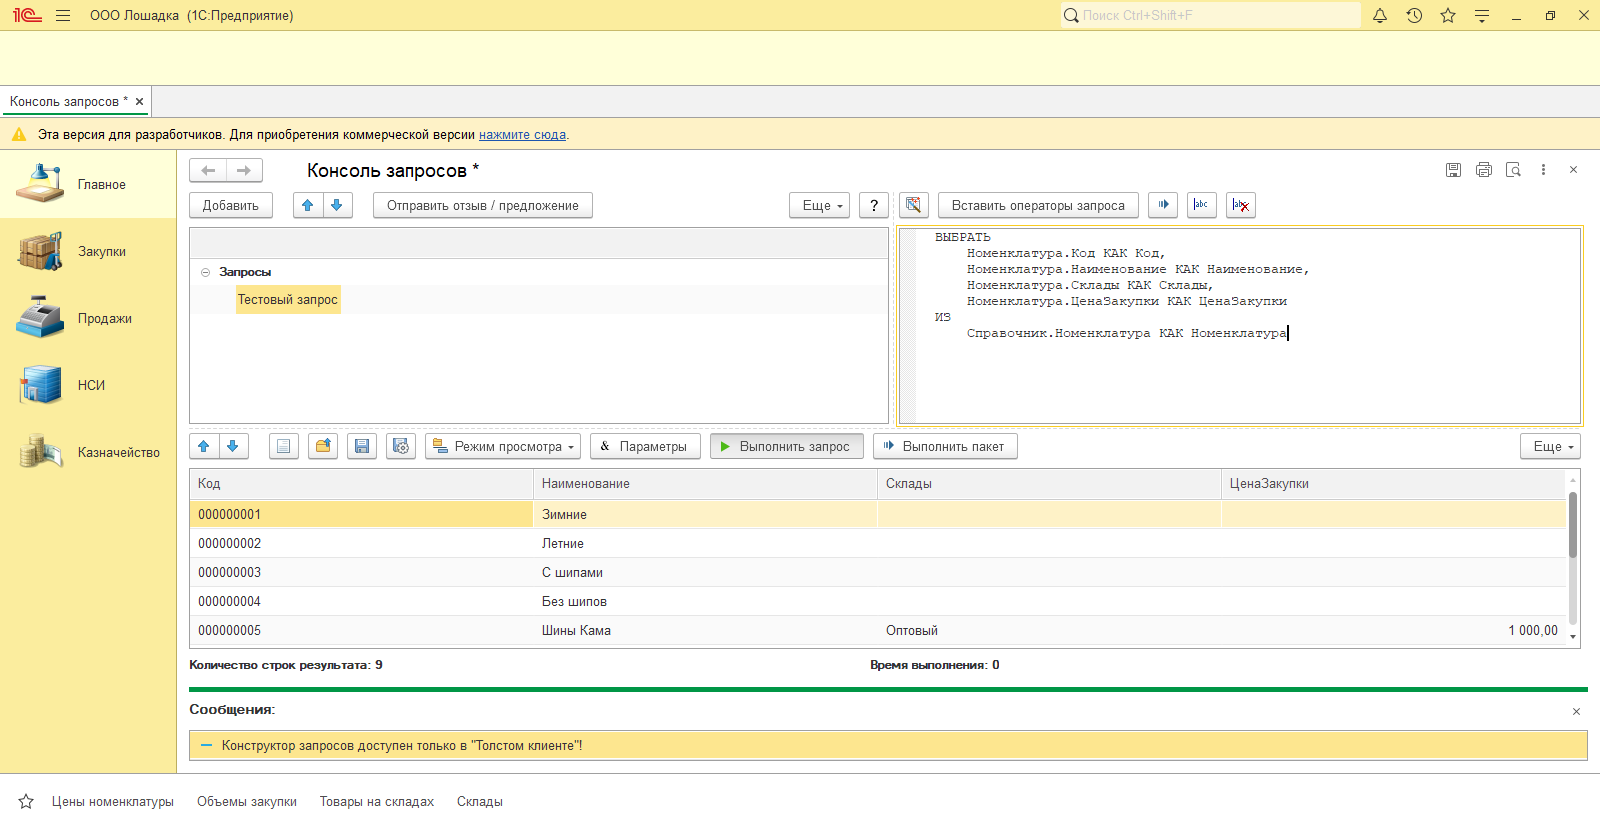 ООО Лошадка (1С:Предприятие)
Поиск Ctrl+Shift+F
Консоль запросов *
Эта версия для разработчиков. Для приобретения коммерческой версии нажмите сюда.
Главное
Закупки
Продажи
НСИ
Казначейство
Консоль запросов *
Добавить
Отправить отзыв / предложение
Еще
?
Вставить операторы запроса
abc
abc
Запросы
Тестовый запрос
ВЫБРАТЬ
Номенклатура.Код КАК Код,
Номенклатура.Наименование КАК Наименование,
Номенклатура.Склады КАК Склады,
Номенклатура.ЦенаЗакупки КАК ЦенаЗакупки
ИЗ
Справочник.Номенклатура КАК Номенклатура
Режим просмотра
& Параметры
Выполнить запрос
Выполнить пакет
Еще
Код Наименование Склады ЦенаЗакупки
000000001 Зимние
000000002 Летние
000000003 С шипами
000000004 Без шипов
000000005 Шины Кама Оптовый 1 000,00
Количество строк результата: 9
Время выполнения: 0
Сообщения:
Конструктор запросов доступен только в "Толстом клиенте"!
Цены номенклатуры Объемы закупки Товары на складах Склады